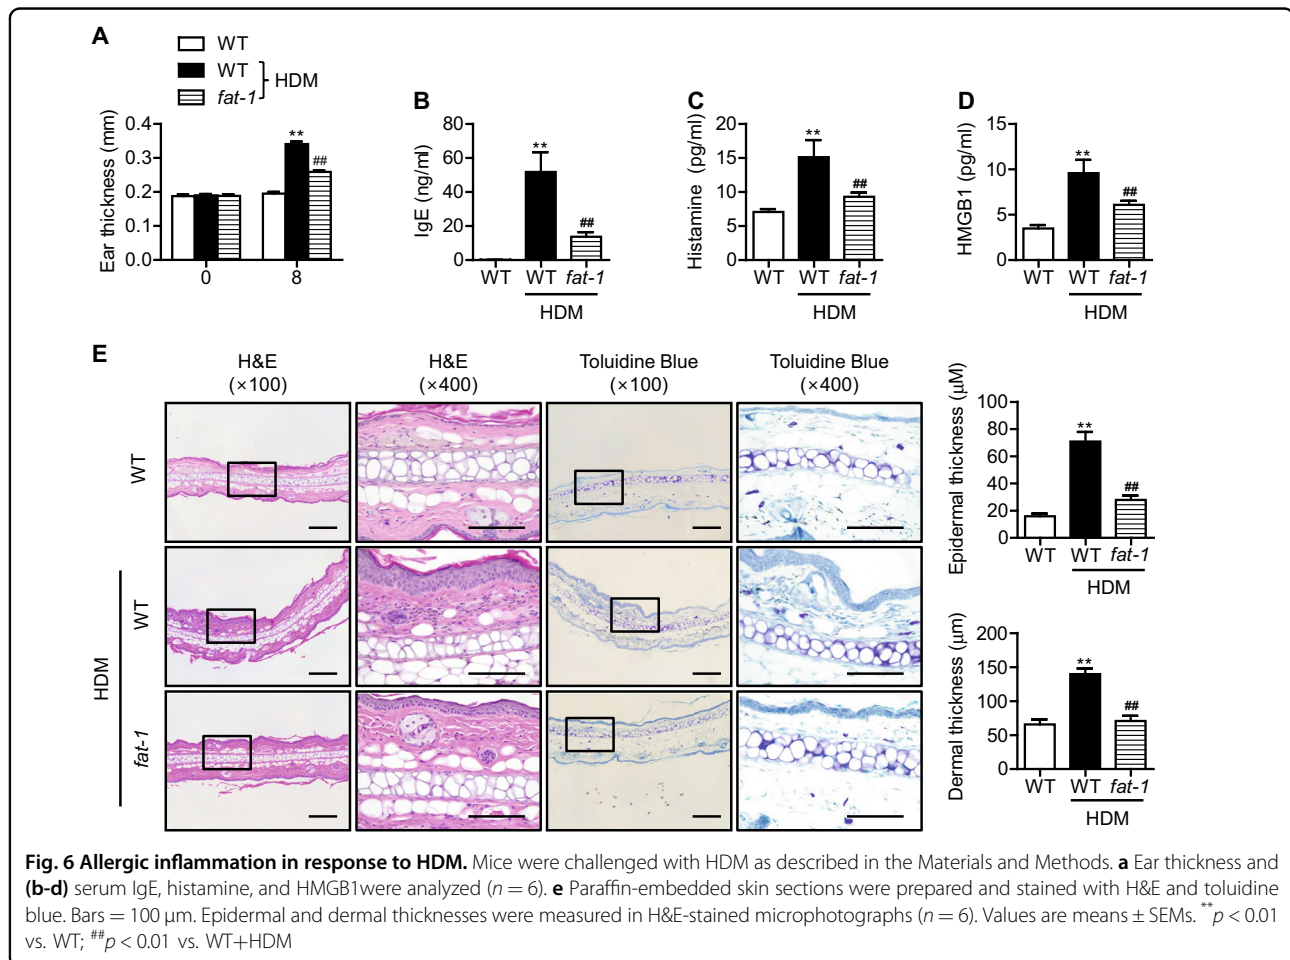 A
WT
WT
fat-1
HDM
Ear thickness (mm)
0.4
0.3
0.2
0.1
0.0
**
##
0
8
B
IgE (ng/ml)
80
60
40
20
0
**
##
WT
WT fat-1
HDM
C
Histamine (pg/ml)
20
15
10
5
0
**
##
WT
WT fat-1
HDM
D
HMGB1 (pg/ml)
15
10
5
0
**
##
WT
WT fat-1
HDM
E
H&E
(×100)
H&E
(×400)
Toluidine Blue
(×100)
Toluidine Blue
(×400)
WT
HDM
WT
fat-1
Epidermal thickness (μM)
100
80
60
40
20
0
**
##
WT
WT fat-1
HDM
Dermal thickness (μm)
200
150
100
50
0
**
##
WT
WT fat-1
HDM
Fig. 6 Allergic inflammation in response to HDM. Mice were challenged with HDM as described in the Materials and Methods. a Ear thickness and
(b-d) serum IgE, histamine, and HMGB1were analyzed (n = 6). e Paraffin-embedded skin sections were prepared and stained with H&E and toluidine
blue. Bars = 100 μm. Epidermal and dermal thicknesses were measured in H&E-stained microphotographs (n = 6). Values are means ± SEMs. **p < 0.01
vs. WT; ##p < 0.01 vs. WT+HDM